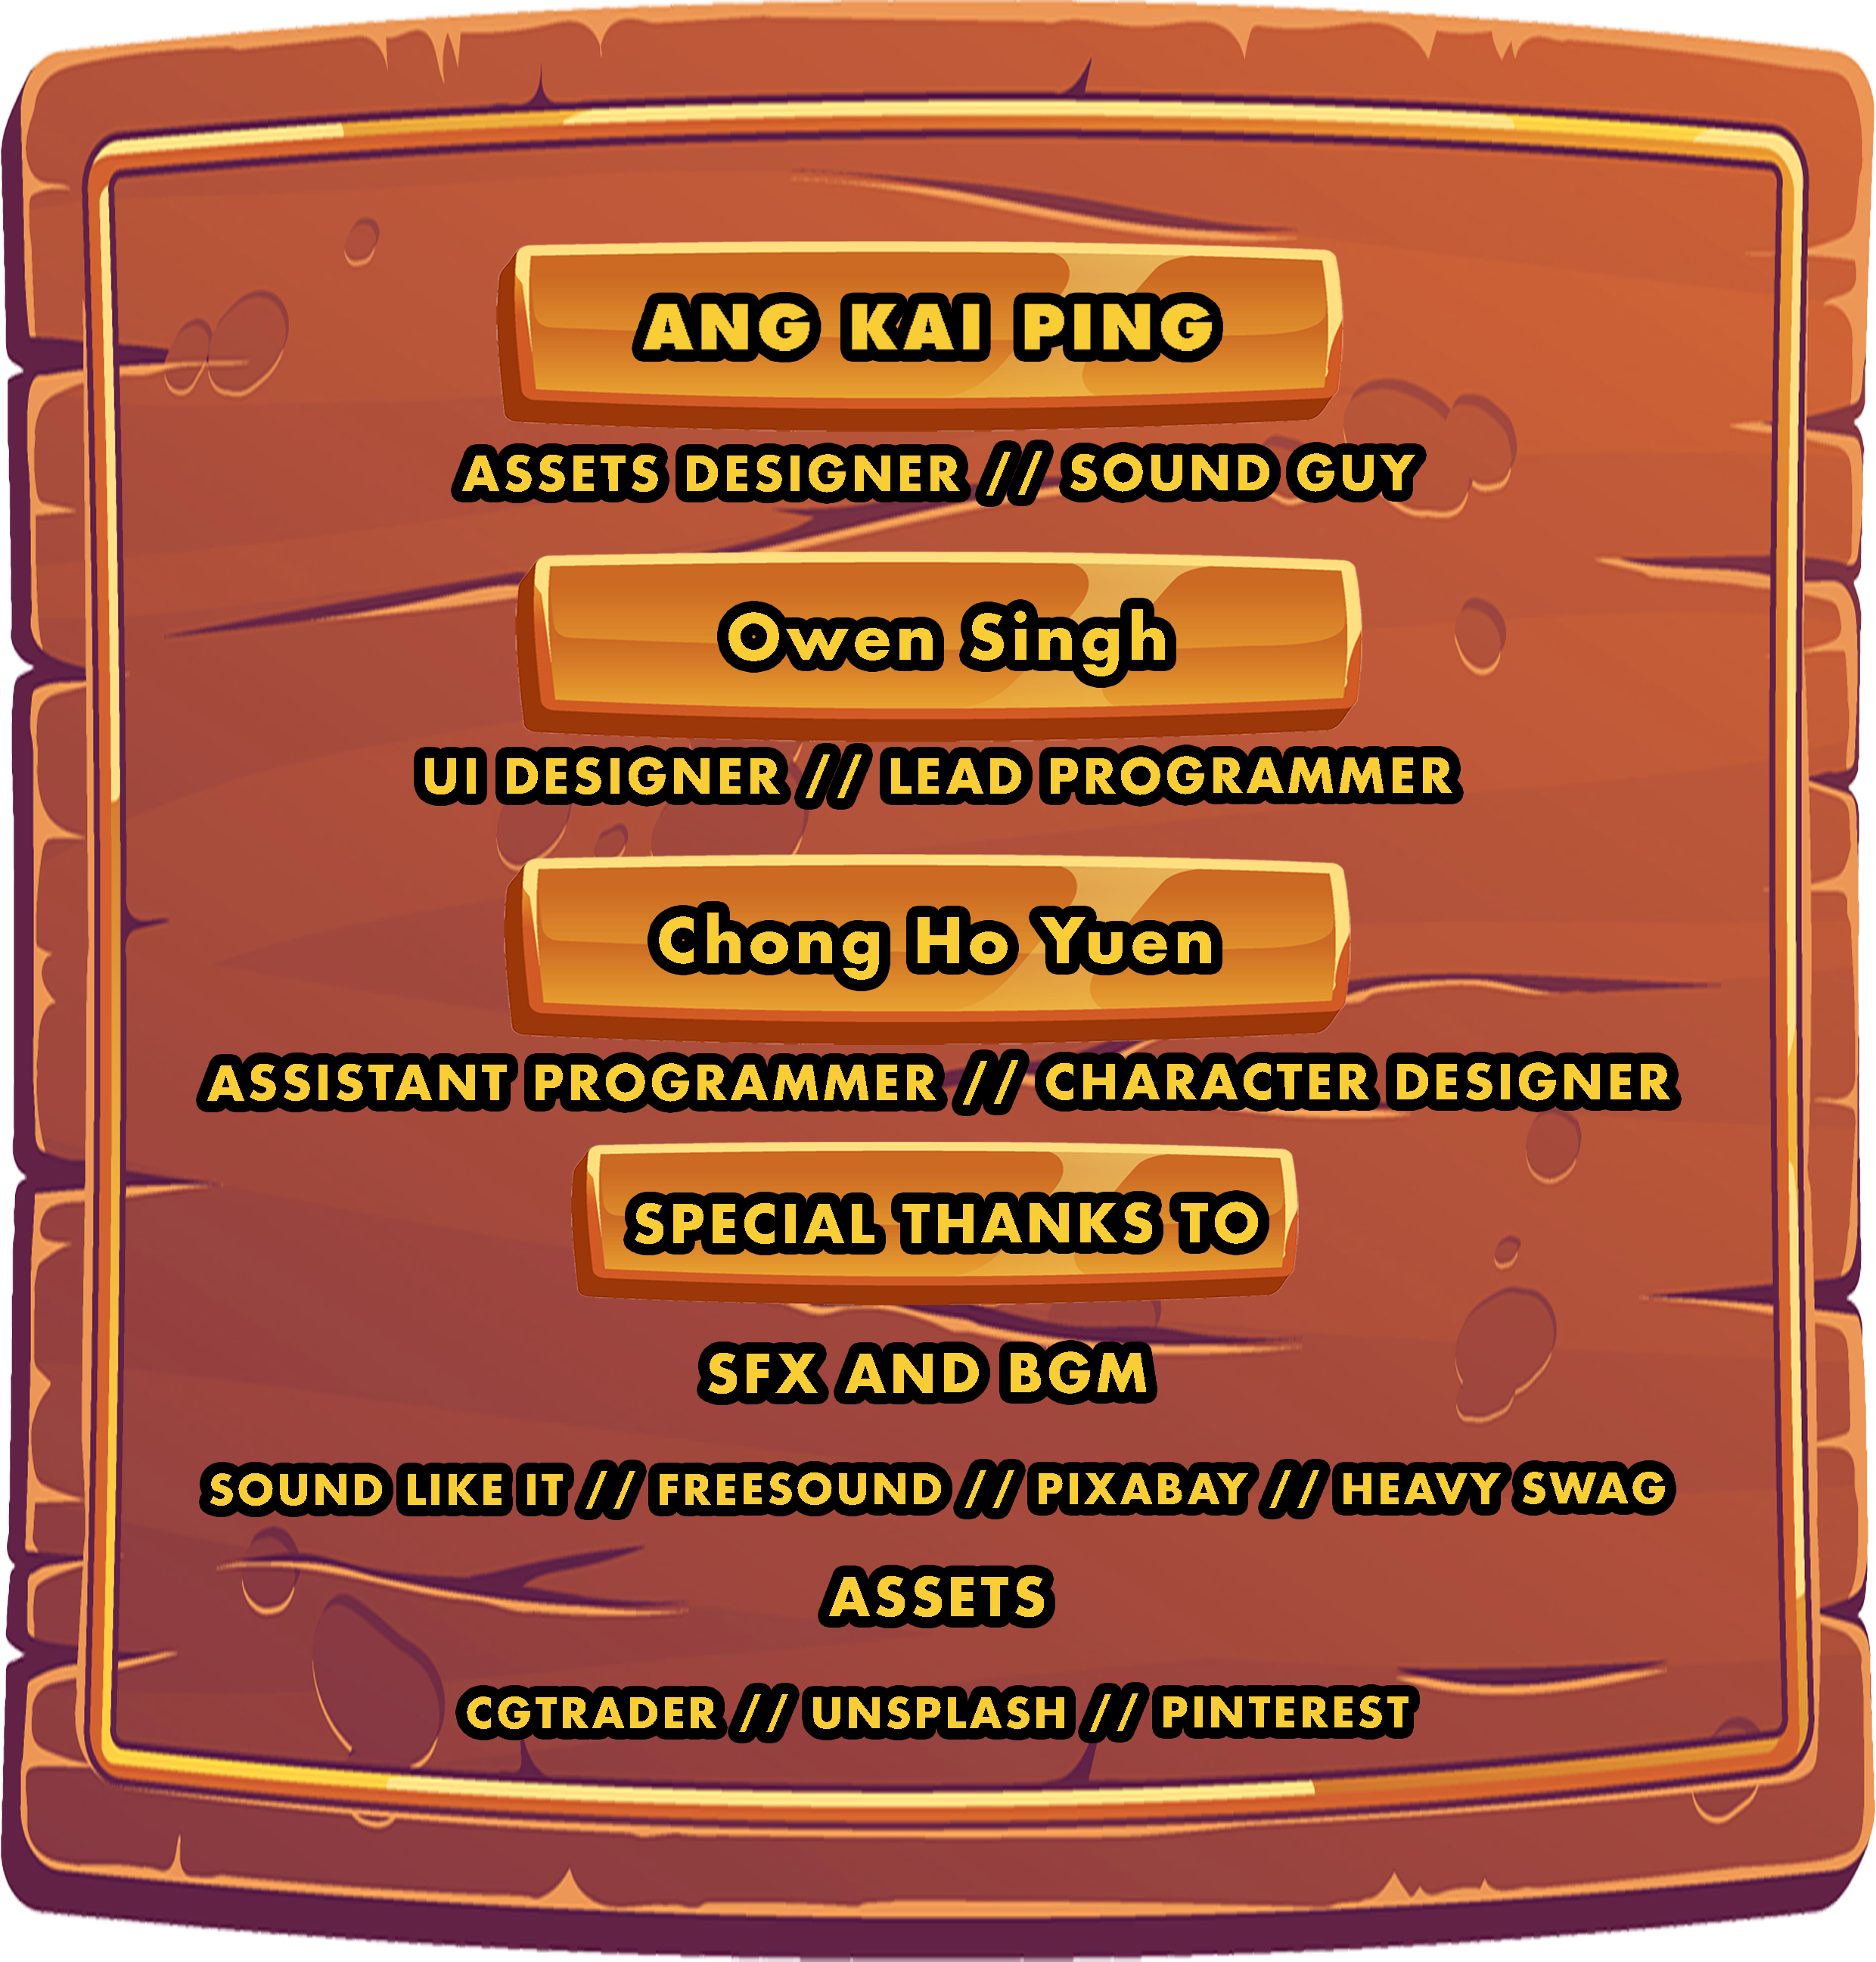 ANG KAI PING
ASSETS DESIGNER // SOUND GUY
Owen Singh
UI DESIGNER // LEAD PROGRAMMER
Chong Ho Yuen
ASSISTANT PROGRAMMER // CHARACTER DESIGNER
SPECIAL THANKS TO
SFX AND BGM
SOUND LIKE IT // FREESOUND // PIXABAY // HEAVY SWAG
ASSETS
CGTRADER // UNSPLASH // PINTEREST